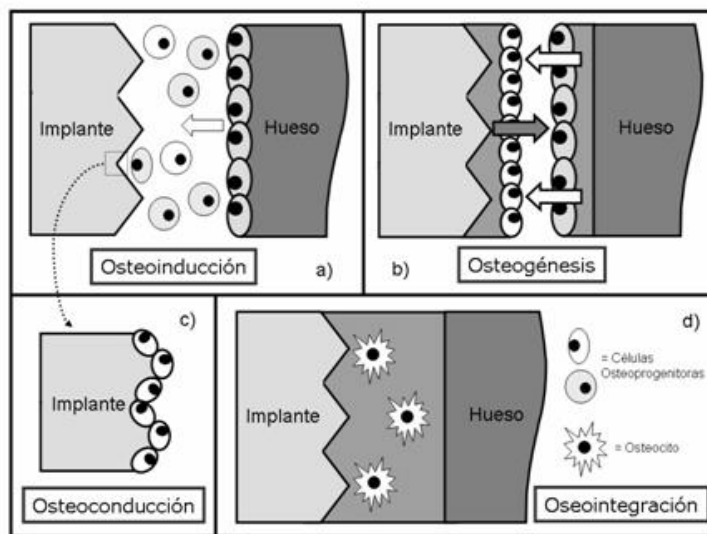 Implante
Hueso
Osteoinducción
a)
Implante
Hueso
b)
Osteogénesis
c)
Implante
Osteoconducción
d)
Implante
Hueso
= Células
Osteoprogenitoras
= Osteocito
Oseointegración